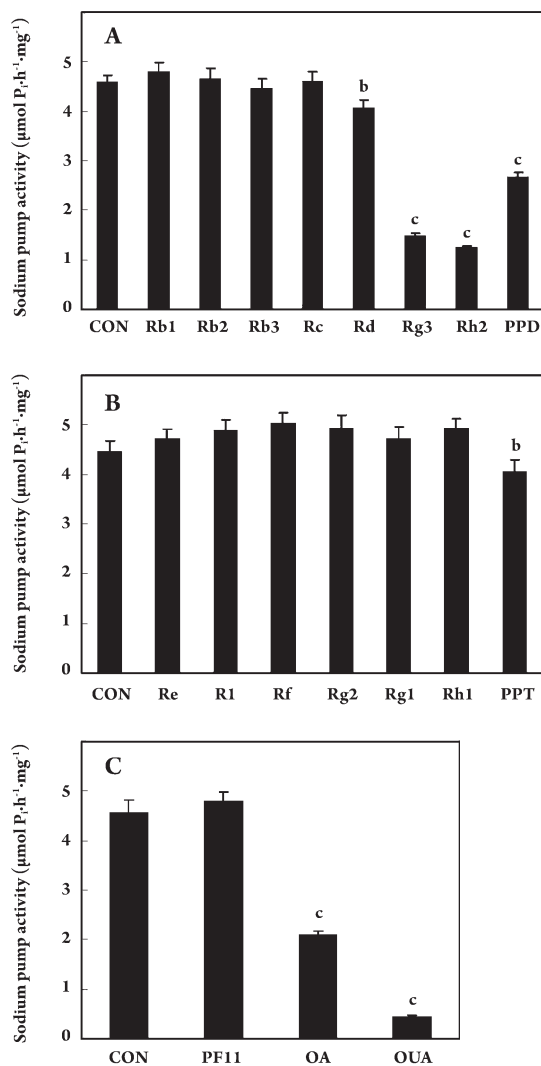 A
Sodium pump activity (μmol Pi·h-1·mg-1)
5
4
3
2
1
0
b
c
c
c
CON Rb1 Rb2 Rb3 Rc Rd Rg3 Rh2 PPD
B
Sodium pump activity (μmol Pi·h-1·mg-1)
5
4
3
2
1
0
b
CON Re R1 Rf Rg2 Rg1 Rh1 PPT
C
Sodium pump activity (μmol Pi·h-1·mg-1)
5
4
3
2
1
0
c
c
CON PF11 OA OUA